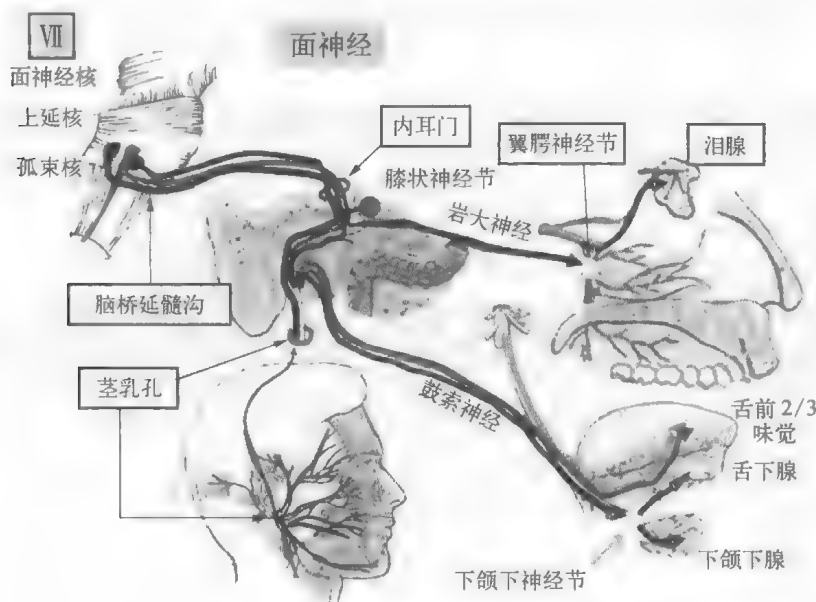 Ⅶ
面神经
面神经核
上延核
孤束核
内耳门
膝状神经节
翼腭神经节
泪腺
岩大神经
脑桥延髓沟
茎乳孔
鼓索神经
舌前2/3
味觉
舌下腺
下颌下腺
下颌下神经节